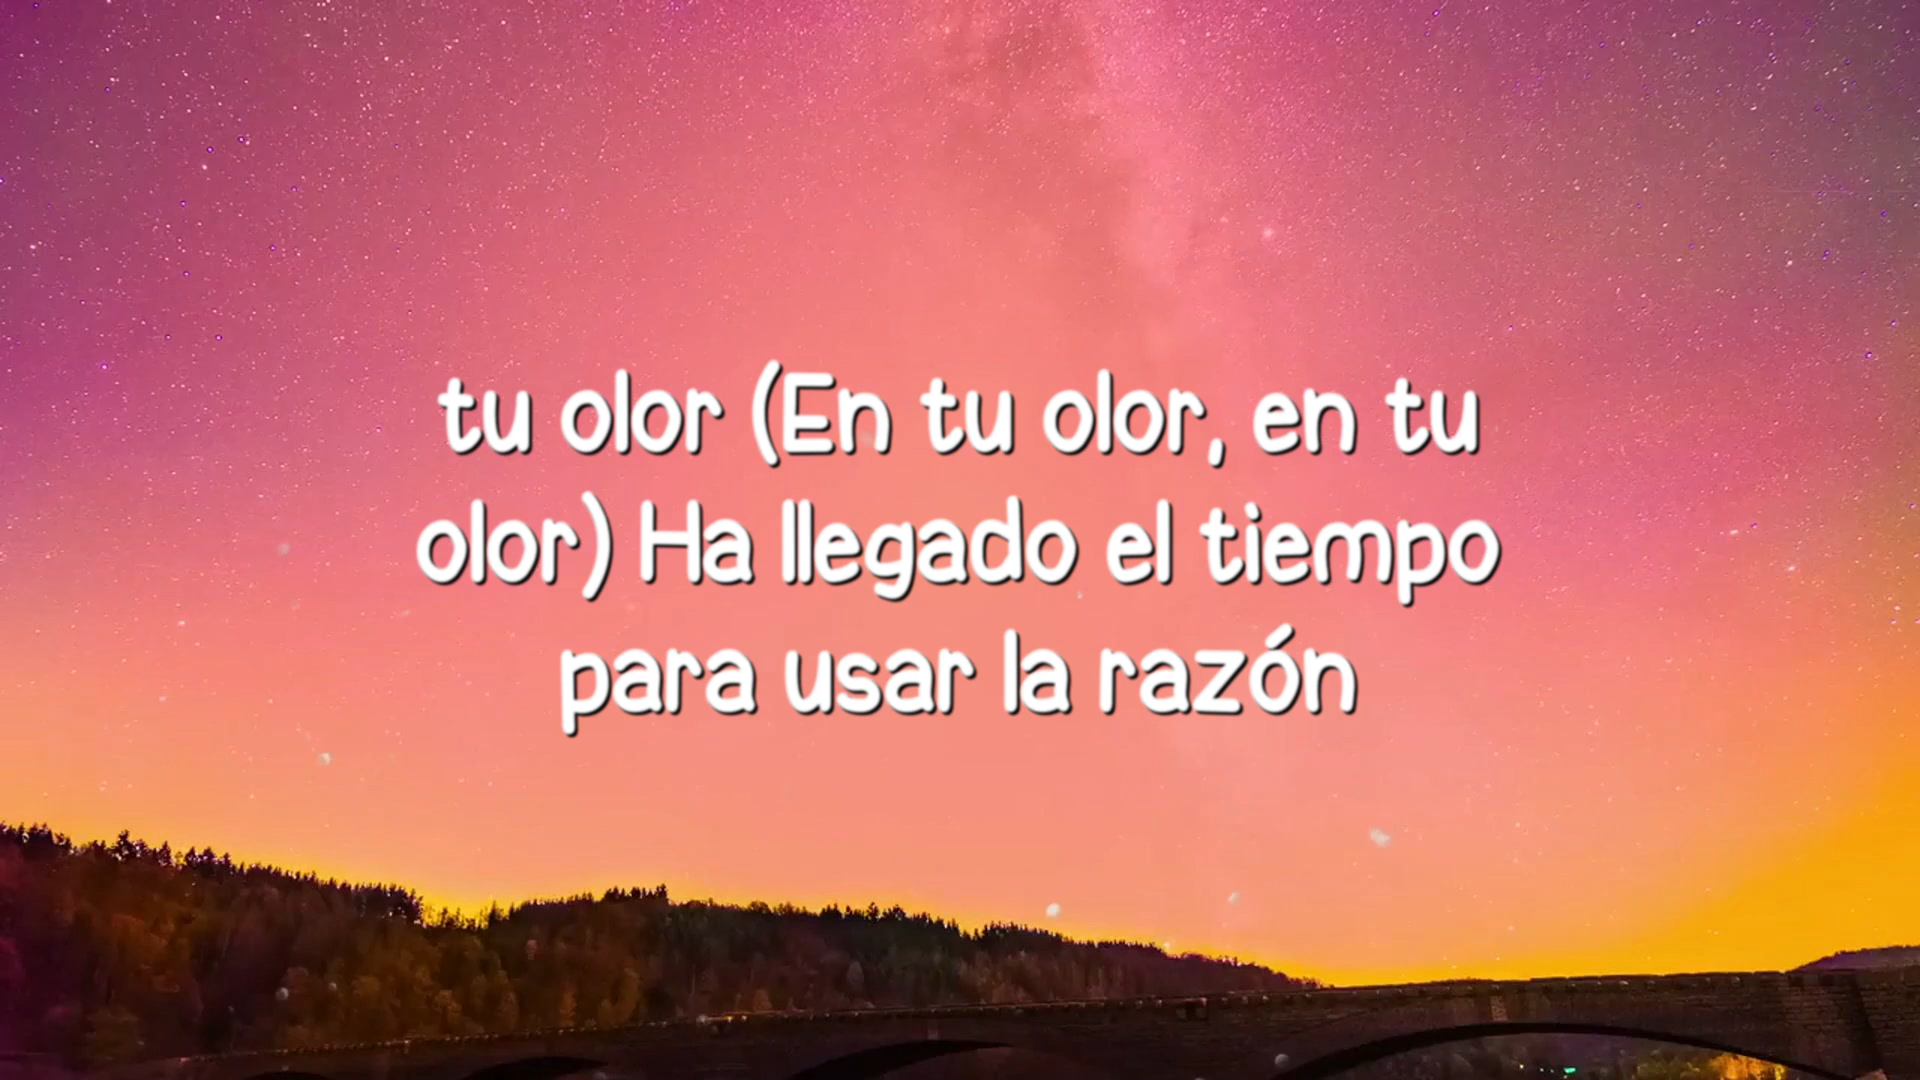 tu olor (En tu olor, en tu
olor) Ha llegado el tiempo
para usar la razón